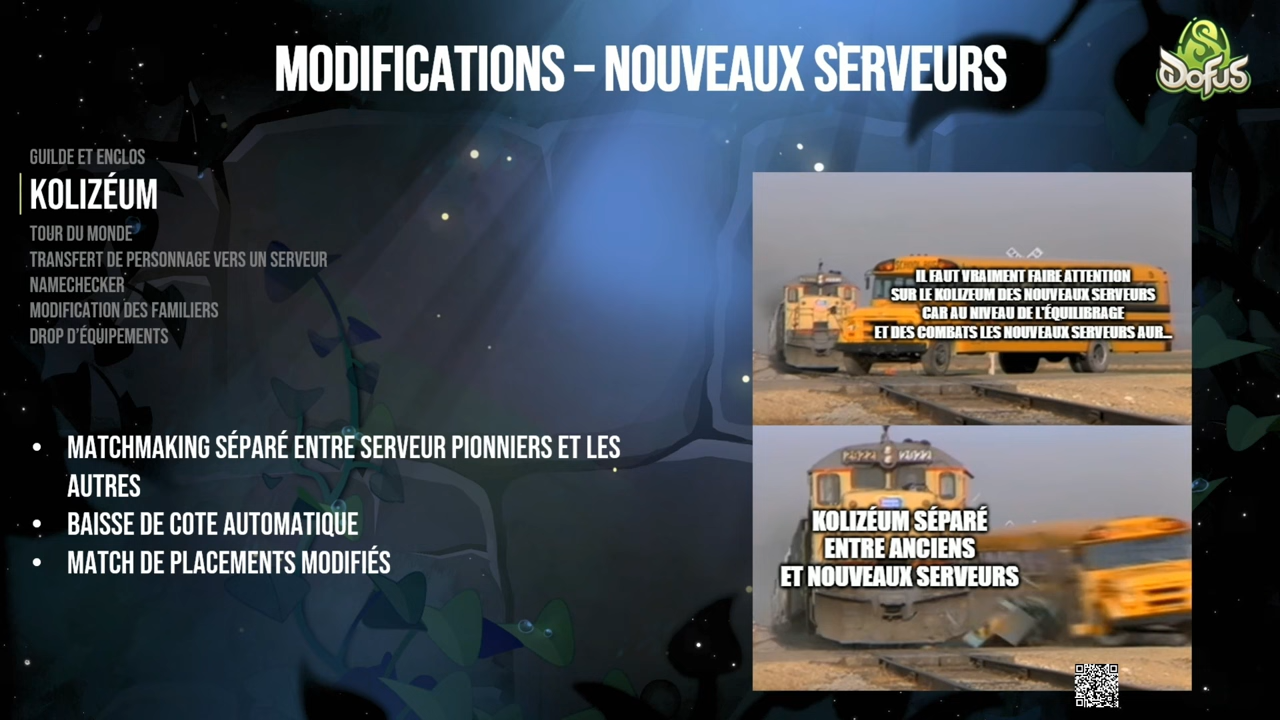 MODIFICATIONS – NOUVEAUX SERVEURS
DOFUS
GUILDE ET ENCLOS
KOLIZÉUM
TOUR DU MONDE
TRANSFERT DE PERSONNAGE VERS UN SERVEUR
NAMECHECKER
MODIFICATION DES FAMILIERS
DROP D'ÉQUIPEMENTS
• MATCHMAKING SÉPARÉ ENTRE SERVEUR PIONNIERS ET LES
AUTRES
• BAISSE DE COTE AUTOMATIQUE
• MATCH DE PLACEMENTS MODIFIÉS
IL FAUT VRAIMENT FAIRE ATTENTION
SUR LE KOLIZEUM DES NOUVEAUX SERVEURS
CAR AU NIVEAU DE L'ÉQUILIBRAGE
ET DES COMBATS LES NOUVEAUX SERVEURS AUR...
2922 2022
KOLIZÉUM SÉPARÉ
ENTRE ANCIENS
ET NOUVEAUX SERVEURS